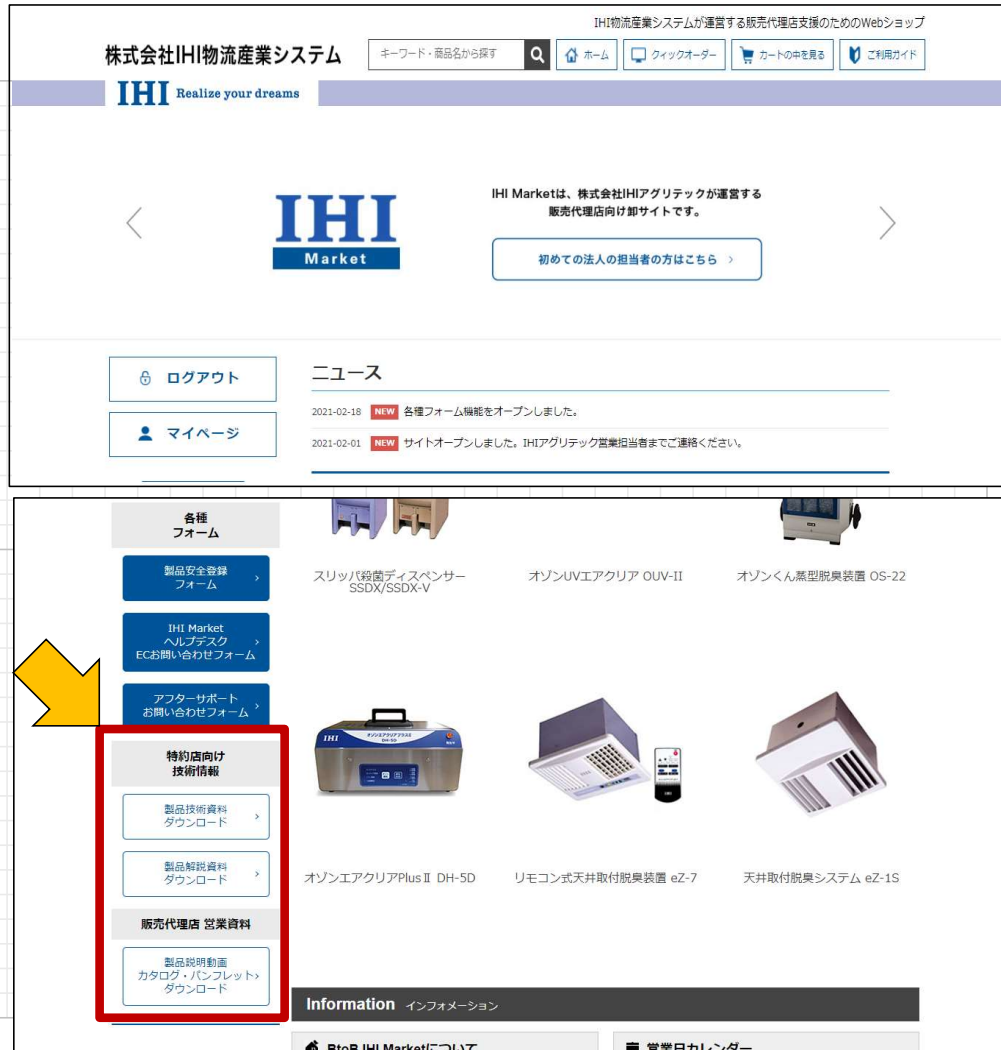 IHI物流産業システムが運営する販売代理店支援のためのWebショップ
株式会社IHI物流産業システム
キーワード・商品名から探す
ホーム
クィックオーダー
カートの中を見る
ご利用ガイド
IHI Realize your dreams
IHI
Market
IHI Marketは、株式会社IHIアグリテックが運営する
販売代理店向け卸サイトです。
初めての法人の担当者の方はこちら
ログアウト
マイページ
ニュース
2021-02-18 NEW 各種フォーム機能をオープンしました。
2021-02-01 NEW サイトオープンしました。IHIアグリテック営業担当者までご連絡ください。
各種
フォーム
製品安全登録
フォーム
IHI Market
ヘルプデスク
ECお問い合わせフォーム
アフターサポート
お問い合わせフォーム
特約店向け
技術情報
製品技術資料
ダウンロード
製品解説資料
ダウンロード
販売代理店 営業資料
製品説明動画
カタログ・パンフレット
ダウンロード
スリッパ殺菌ディスペンサー
SSDX/SSDX-V
オゾンUVエアクリア OUV-II
オゾンくん蒸型脱臭装置 OS-22
IHI
オゾンエアクリアPlusⅡ DH-5D
リモコン式天井取付脱臭装置 eZ-7
天井取付脱臭システム eZ-1S
Information インフォメーション
BtoB IHI Marketについて
営業日カレンダー